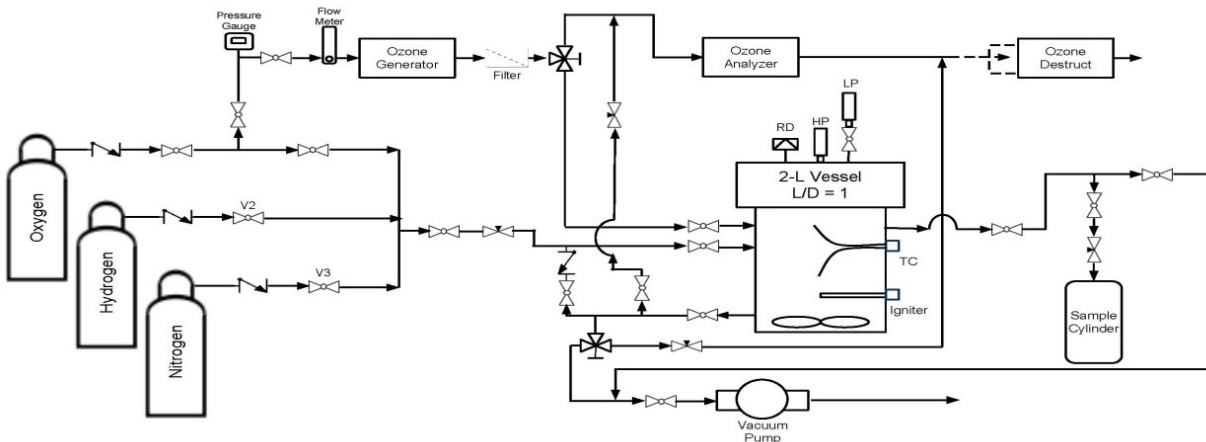 Pressure
Gauge
Flow
Meter
Ozone
Generator
Filter
Ozone
Analyzer
Ozone
Destruct
LP
HP
RD
2-L Vessel
L/D = 1
Oxygen
V2
Hydrogen
V3
Nitrogen
TC
Igniter
Sample
Cylinder
Vacuum
Pump